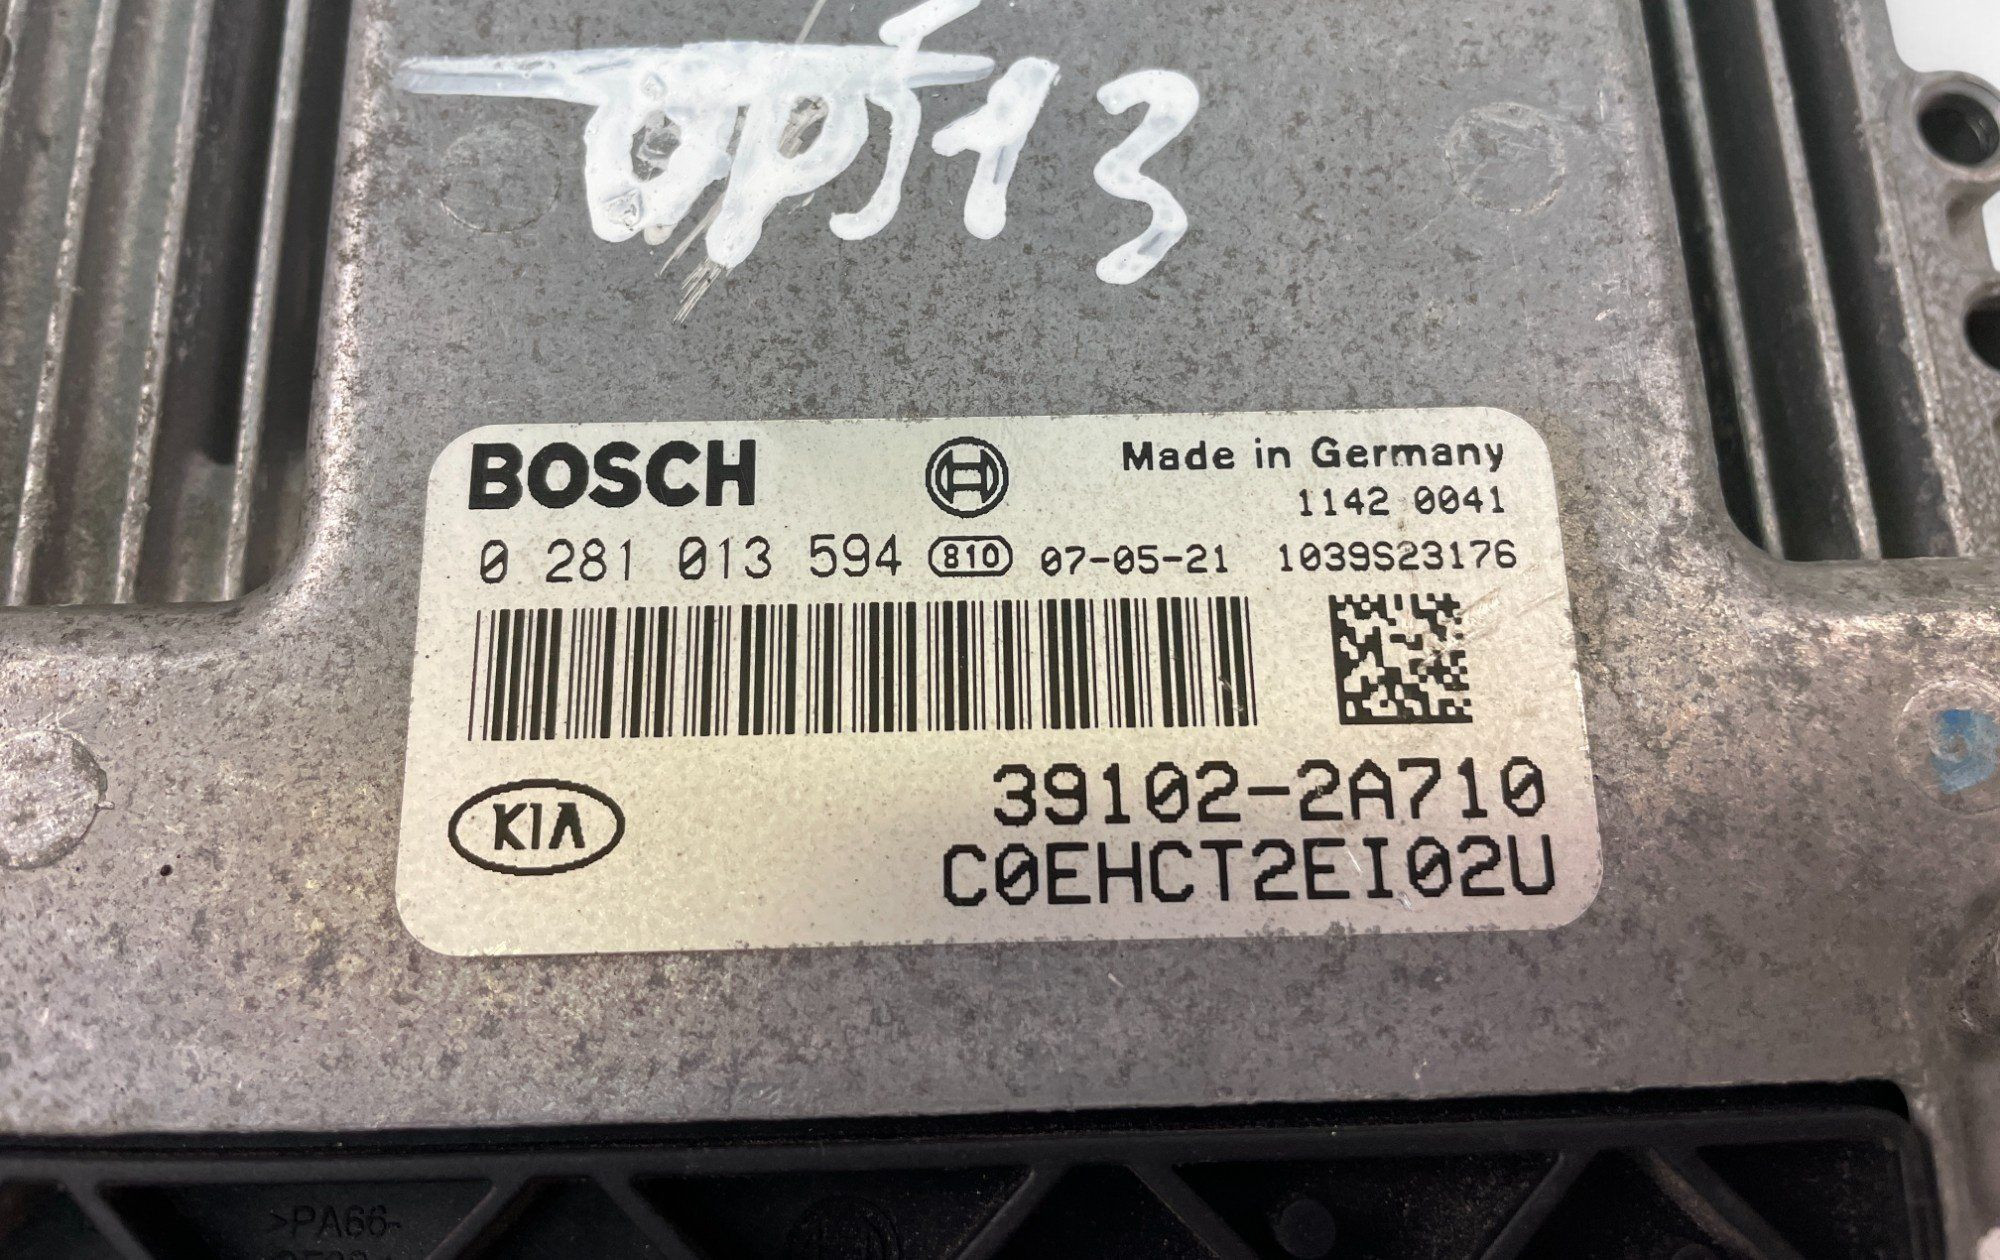 BOSCH
Made in Germany
1142 0041
0 281 013 594 810 07-05-21 1039S23176
KIA
39102-2A710
C0EHCT2EI02U
>PA66-